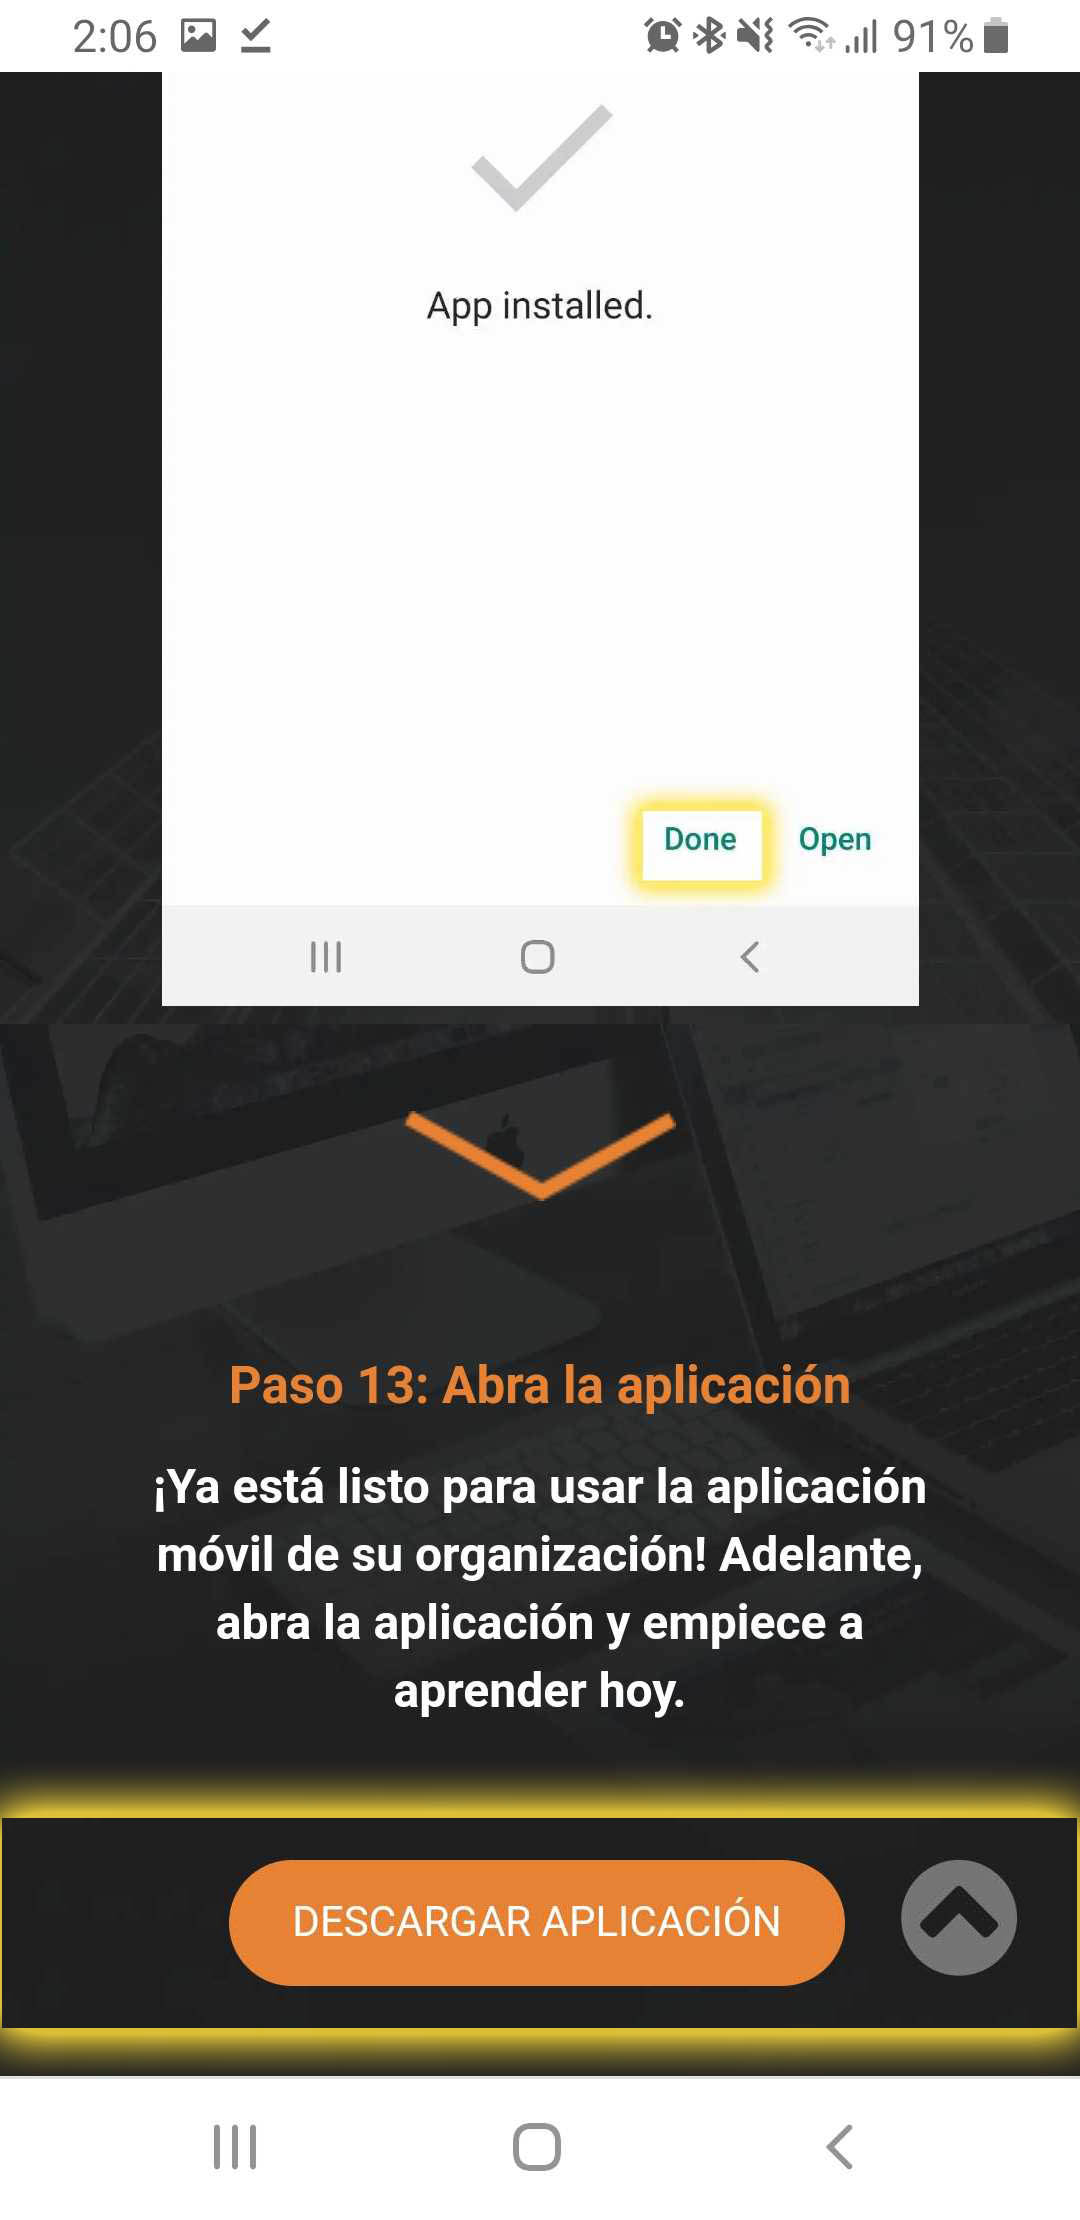 2:06
91%
App installed.
Done Open
Paso 13: Abra la aplicación
¡Ya está listo para usar la aplicación
móvil de su organización! Adelante,
abra la aplicación y empiece a
aprender hoy.
DESCARGAR APLICACIÓN